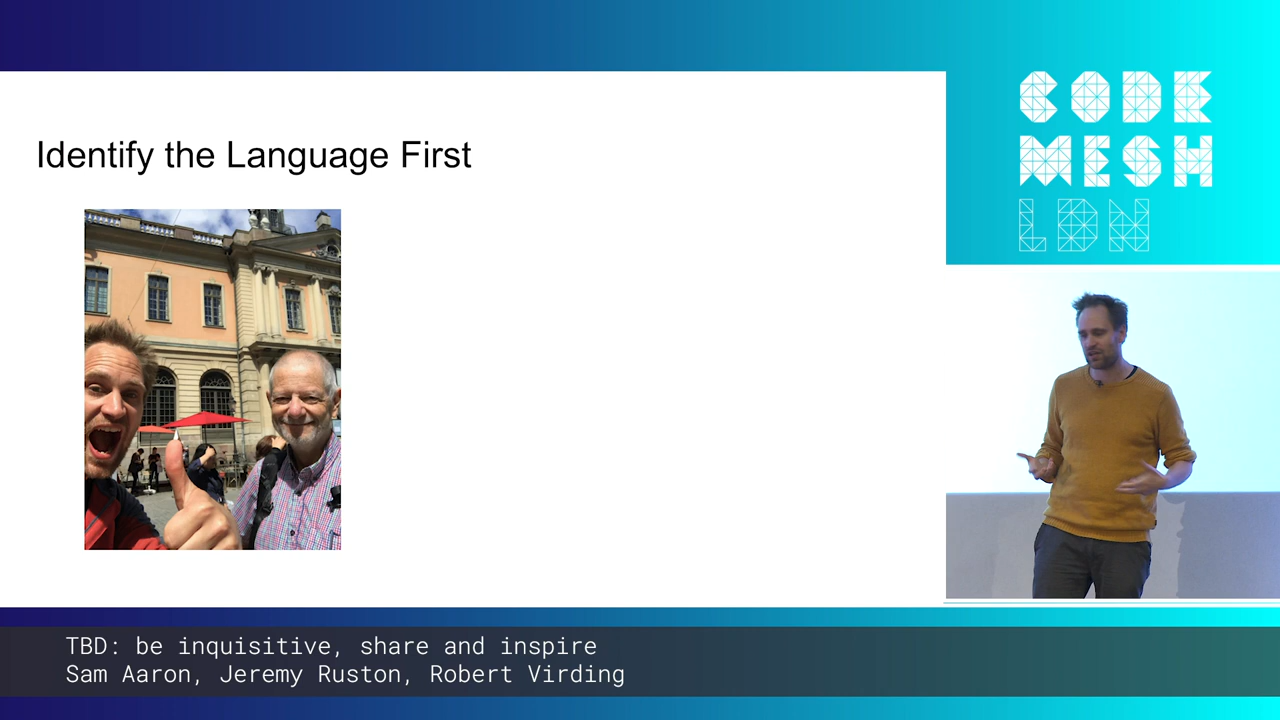 Identify the Language First
CODE
MESH
LDN
TBD: be inquisitive, share and inspire
Sam Aaron, Jeremy Ruston, Robert Virding